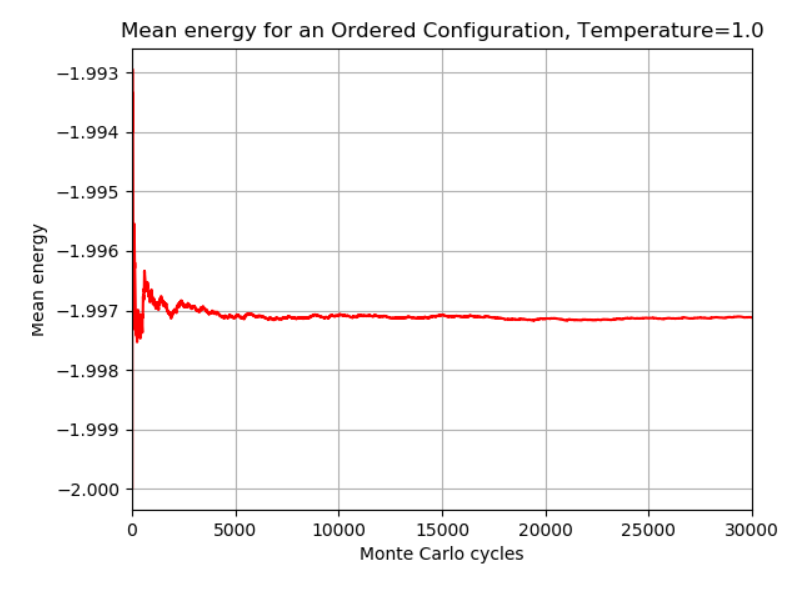 Mean energy for an Ordered Configuration, Temperature=1.0
−1.993
−1.994
−1.995
−1.996
−1.997
−1.998
−1.999
−2.000
Mean energy
0 5000 10000 15000 20000 25000 30000
Monte Carlo cycles